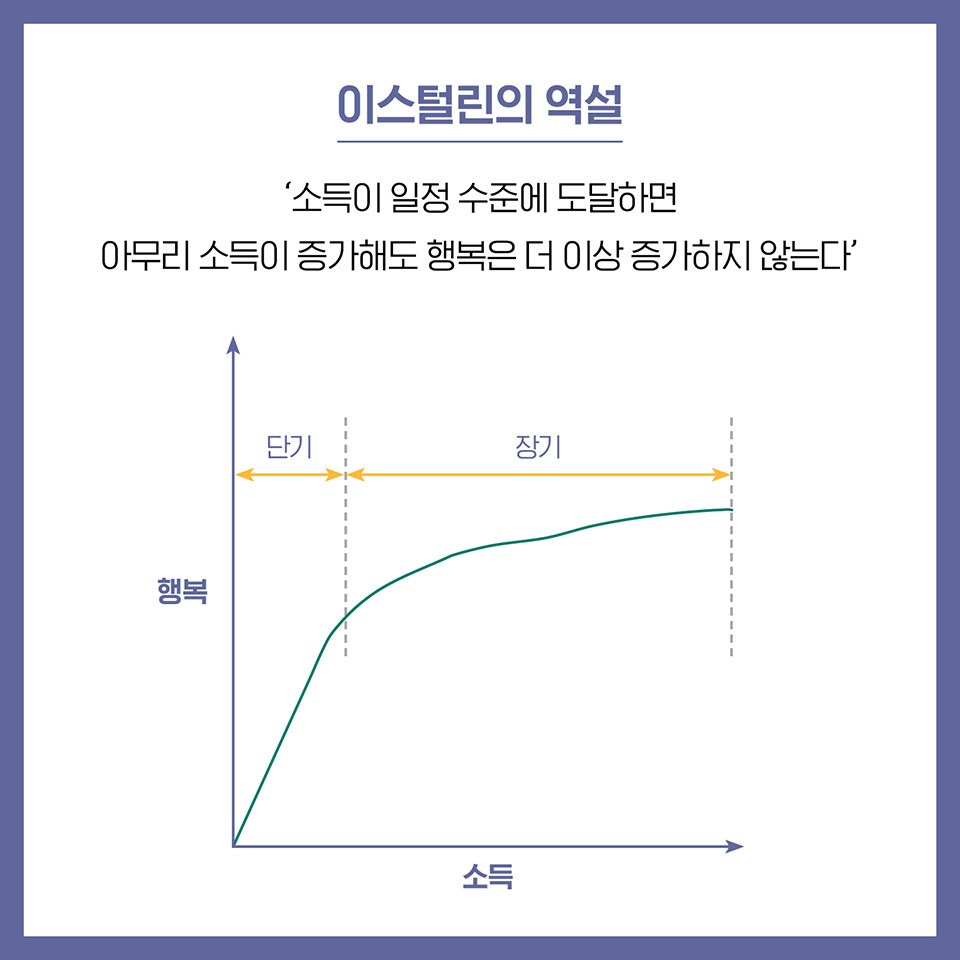 이스털린의 역설
‘소득이 일정 수준에 도달하면
아무리 소득이 증가해도 행복은 더 이상 증가하지 않는다’
단기
장기
행복
소득